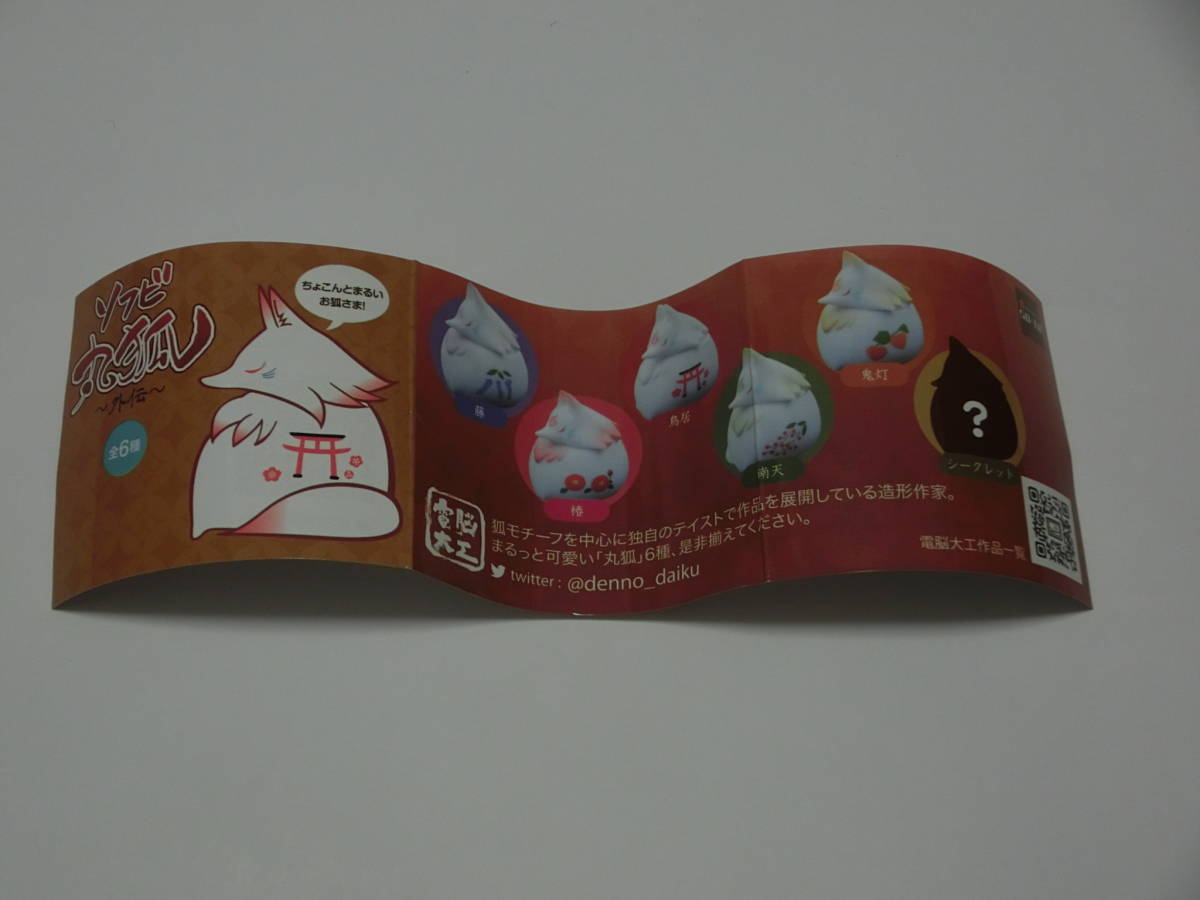 ソフビ
丸狐
～外伝～
全6種
ちょこんとまるい
お狐さま!
藤
椿
鳥居
南天
鬼灯
?
シークレット
電脳
大工
狐モチーフを中心に独自のテイストで作品を展開している造形作家。
まるっと可愛い「丸狐」6種、是非揃えてください。
twitter : @denno_daiku
電脳大工作品一覧